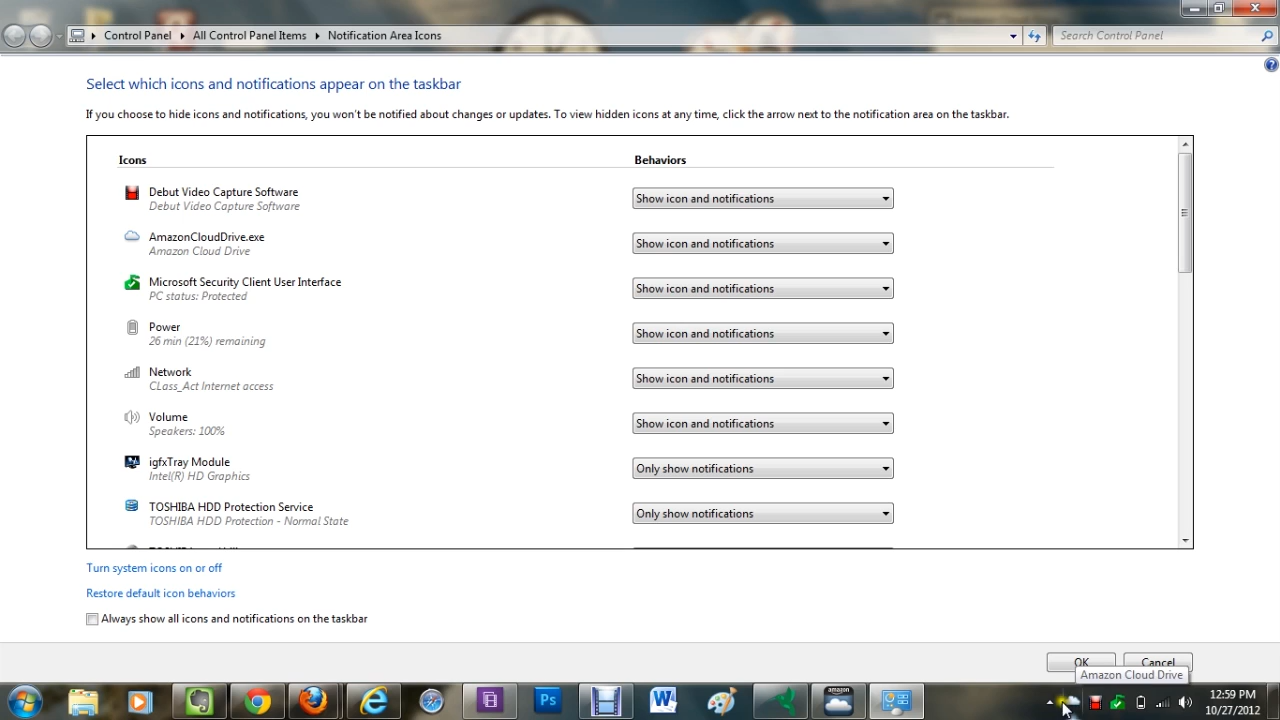 Control Panel
All Control Panel Items
Notification Area Icons
Search Control Panel
Select which icons and notifications appear on the taskbar
If you choose to hide icons and notifications, you won't be notified about changes or updates. To view hidden icons at any time, click the arrow next to the notification area on the taskbar.
Icons Behaviors
Debut Video Capture Software Show icon and notifications
Debut Video Capture Software
AmazonCloudDrive.exe Show icon and notifications
Amazon Cloud Drive
Microsoft Security Client User Interface Show icon and notifications
PC status: Protected
Power Show icon and notifications
26 min (21%) remaining
Network Show icon and notifications
CLass_Act Internet access
Volume Show icon and notifications
Speakers: 100%
igfxTray Module Only show notifications
Intel(R) HD Graphics
TOSHIBA HDD Protection Service Only show notifications
TOSHIBA HDD Protection - Normal State
Turn system icons on or off
Restore default icon behaviors
Always show all icons and notifications on the taskbar
OK Cancel
Amazon Cloud Drive
Ps
W
amazon
12:59 PM
10/27/2012